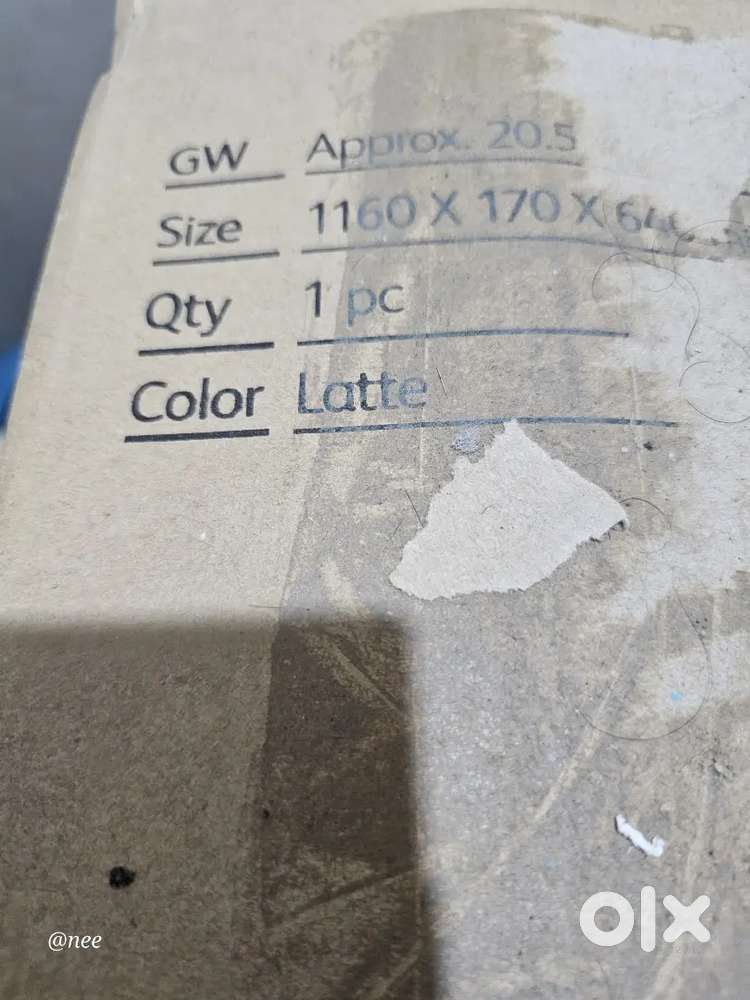 GW Approx. 20.5
Size 1160 X 170 X
Qty 1 pc
Color Latte
@nee
olx